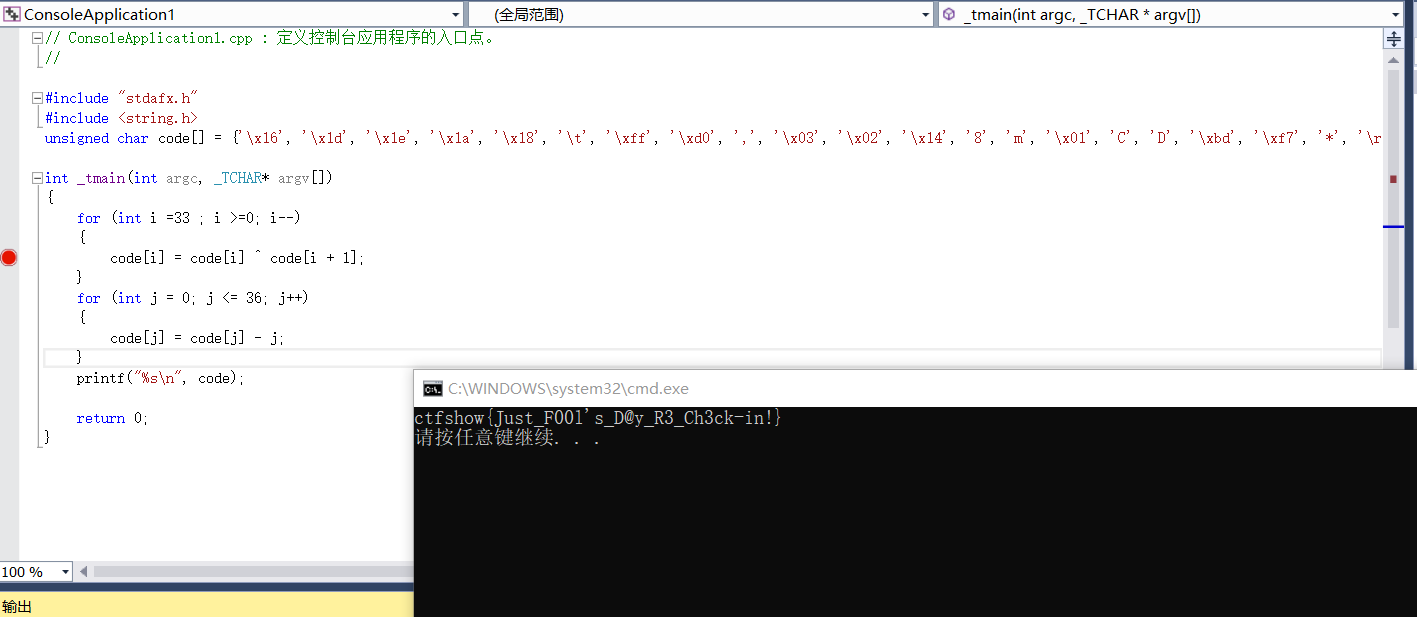 ConsoleApplication1 (全局范围) _tmain(int argc, _TCHAR * argv[])
// ConsoleApplication1.cpp : 定义控制台应用程序的入口点。
//
#include "stdafx.h"
#include <string.h>
unsigned char code[] = {'\x16', '\x1d', '\x1e', '\x1a', '\x18', '\t', '\xff', '\xd0', ',', '\x03', '\x02', '\x14', '8', 'm', '\x01', 'C', 'D', '\xbd', '\xf7', '*', '\r
int _tmain(int argc, _TCHAR* argv[])
{
for (int i =33 ; i >=0; i--)
{
code[i] = code[i] ^ code[i + 1];
}
for (int j = 0; j <= 36; j++)
{
code[j] = code[j] - j;
}
printf("%s\n", code);
return 0;
}
C:\WINDOWS\system32\cmd.exe
ctfshow{Just_F00l's_D@y_R3_Ch3ck-in!}
请按任意键继续. . .
100 %
输出